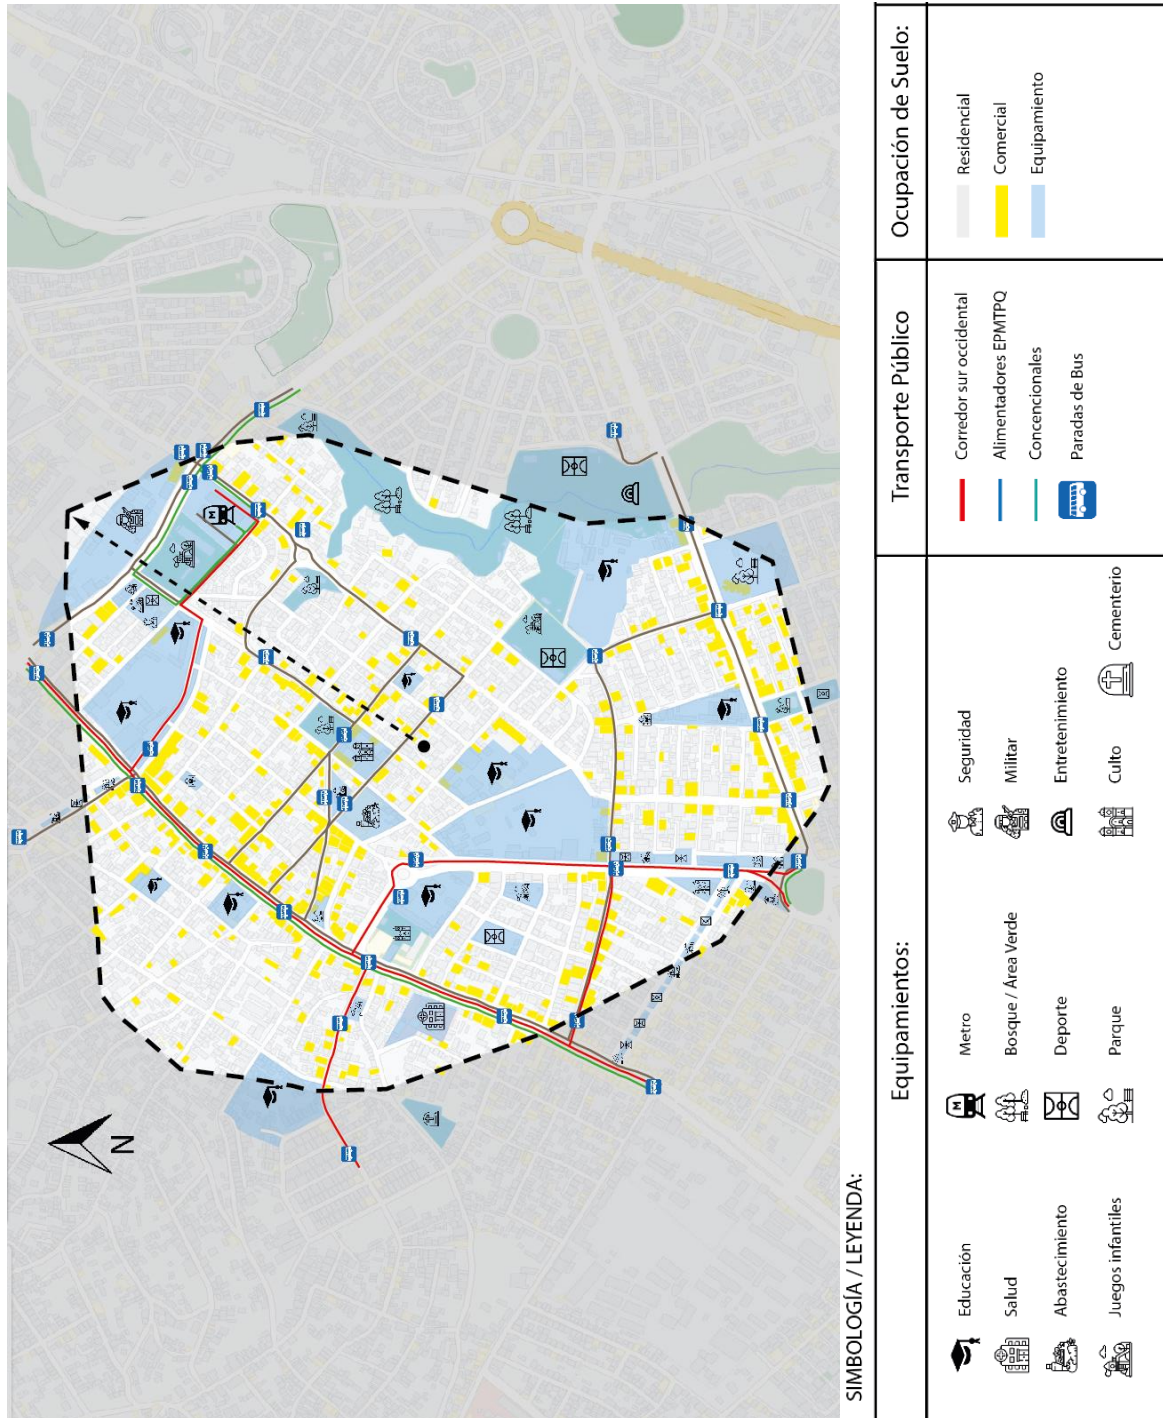 N
SIMBOLOGÍA / LEYENDA:
Equipamientos:
Educación
Salud
Abastecimiento
Juegos infantiles
Metro
M
Bosque / Área Verde
Deporte
Parque
Seguridad
Militar
Entretenimiento
Culto
Cementerio
Transporte Público
Corredor sur occidental
Alimentadores EPMTPQ
Concencionales
Paradas de Bus
Ocupación de Suelo:
Residencial
Comercial
Equipamiento
M